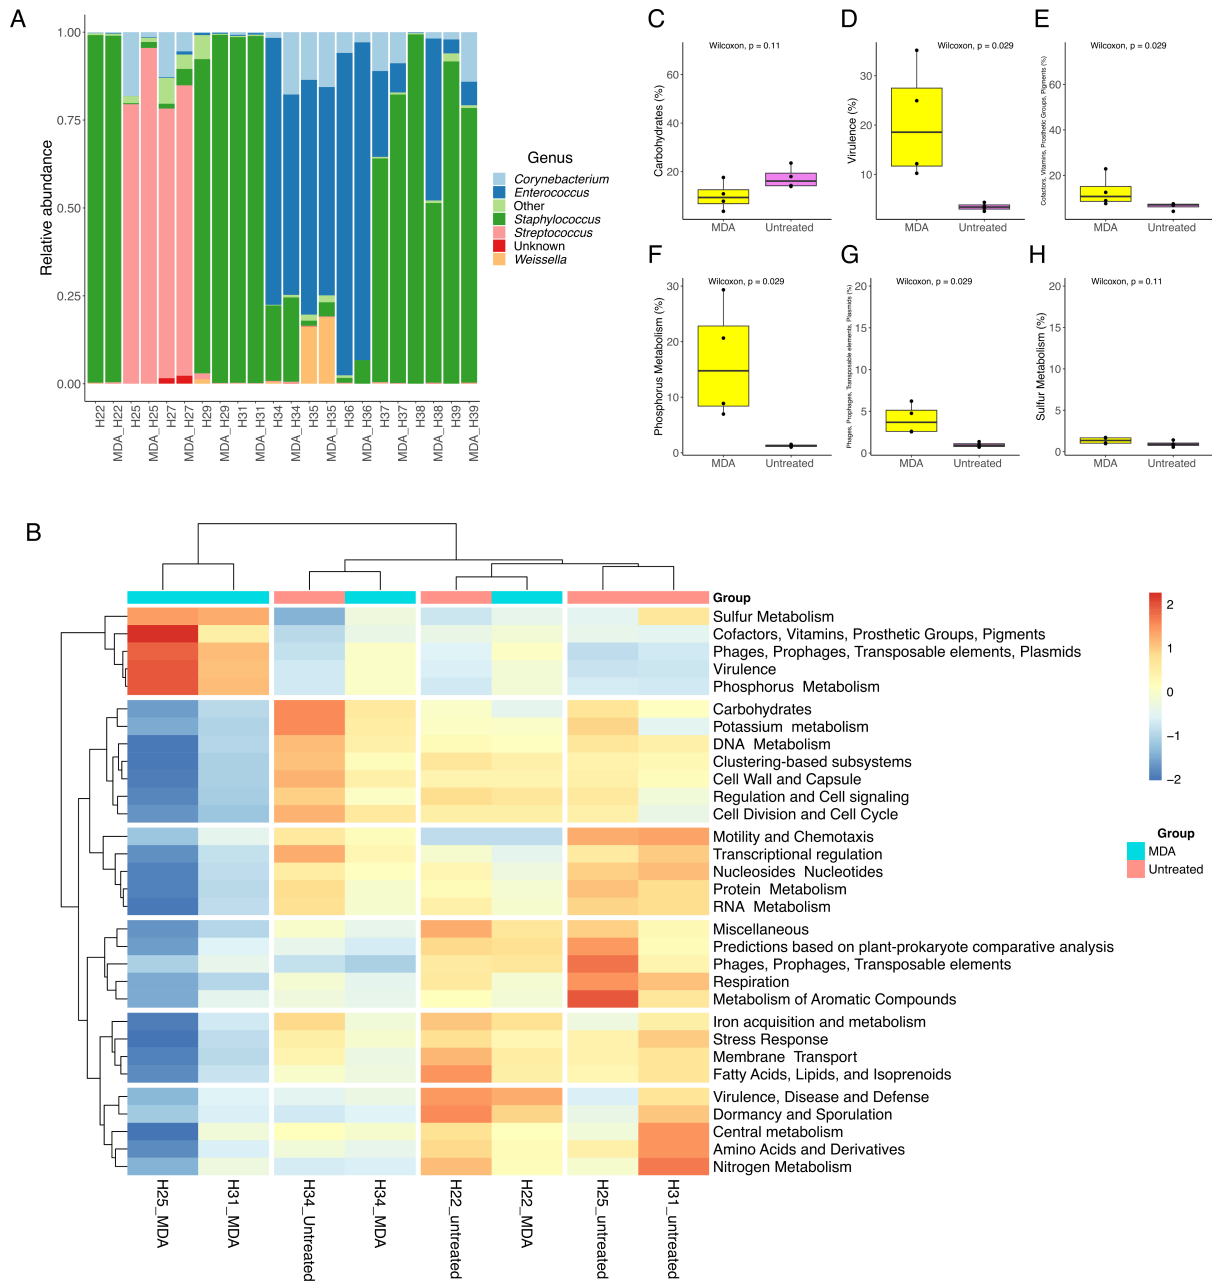 A
Relative abundance
1.00
0.75
0.50
0.25
0.00
H22
MDA_H22
H25
MDA_H25
H27
MDA_H27
H29
MDA_H29
H31
MDA_H31
H34
MDA_H34
H35
MDA_H35
H36
MDA_H36
H37
MDA_H37
H38
MDA_H38
H39
MDA_H39
Genus
Corynebacterium
Enterococcus
Other
Staphylococcus
Streptococcus
Unknown
Weissella
C
Wilcoxon, p = 0.11
Carbohydrates (%)
60
40
20
MDA
Untreated
D
Wilcoxon, p = 0.029
Virulence (%)
30
20
10
MDA
Untreated
E
Wilcoxon, p = 0.029
Cofactors, Vitamins, Prosthetic Groups, Pigments (%)
60
40
20
MDA
Untreated
F
Wilcoxon, p = 0.029
Phosphorus Metabolism (%)
30
20
10
0
MDA
Untreated
G
Wilcoxon, p = 0.029
Phages, Prophages, Transposable elements, Plasmids (%)
20
15
10
5
0
MDA
Untreated
H
Wilcoxon, p = 0.11
Sulfur Metabolism (%)
20
15
10
5
0
MDA
Untreated
B
Group
Sulfur Metabolism
Cofactors, Vitamins, Prosthetic Groups, Pigments
Phages, Prophages, Transposable elements, Plasmids
Virulence
Phosphorus Metabolism
Carbohydrates
Potassium metabolism
DNA Metabolism
Clustering-based subsystems
Cell Wall and Capsule
Regulation and Cell signaling
Cell Division and Cell Cycle
Motility and Chemotaxis
Transcriptional regulation
Nucleosides Nucleotides
Protein Metabolism
RNA Metabolism
Miscellaneous
Predictions based on plant-prokaryote comparative analysis
Phages, Prophages, Transposable elements
Respiration
Metabolism of Aromatic Compounds
Iron acquisition and metabolism
Stress Response
Membrane Transport
Fatty Acids, Lipids, and Isoprenoids
Virulence, Disease and Defense
Dormancy and Sporulation
Central metabolism
Amino Acids and Derivatives
Nitrogen Metabolism
H25_MDA
H31_MDA
H34_Untreated
H34_MDA
H22_untreated
H22_MDA
H25_untreated
H31_untreated
2
1
0
−1
−2
Group
MDA
Untreated